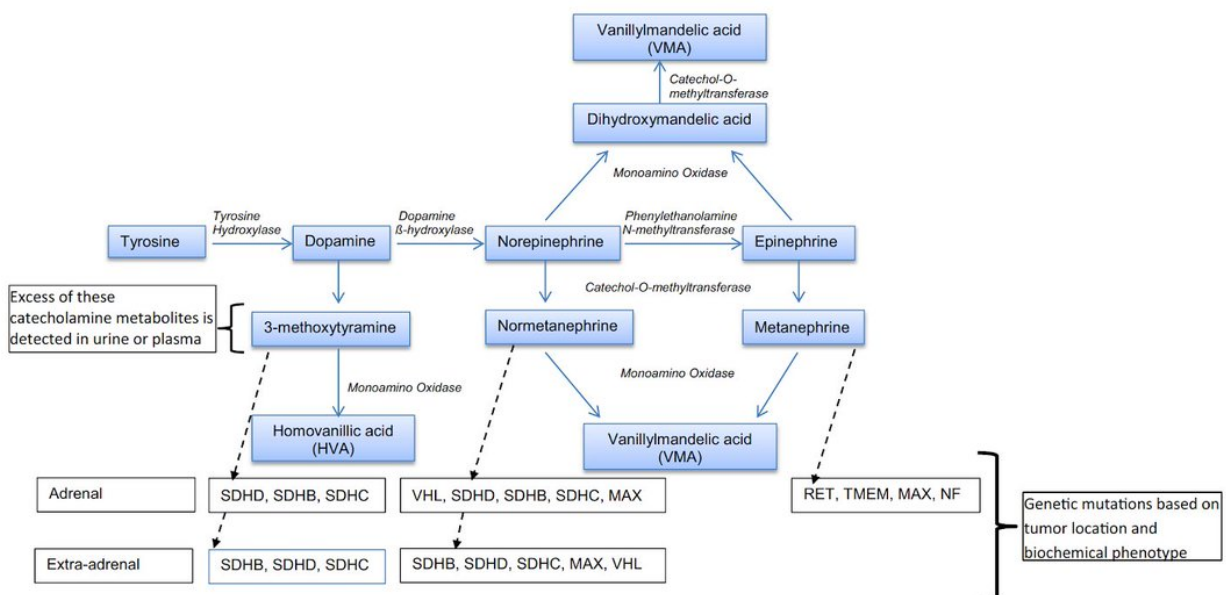 Vanillylmandelic acid
(VMA)
Catechol-O-
methyltransferase
Dihydroxymandelic acid
Monoamino Oxidase
Tyrosine
Hydroxylase
Dopamine
ß-hydroxylase
Phenylethanolamine
N-methyltransferase
Tyrosine
Dopamine
Norepinephrine
Epinephrine
Catechol-O-methyltransferase
Excess of these
catecholamine metabolites is
detected in urine or plasma
3-methoxytyramine
Normetanephrine
Metanephrine
Monoamino Oxidase
Monoamino Oxidase
Homovanillic acid
(HVA)
Vanillylmandelic acid
(VMA)
Adrenal
SDHD, SDHB, SDHC
VHL, SDHD, SDHB, SDHC, MAX
RET, TMEM, MAX, NF
Genetic mutations based on
tumor location and
biochemical phenotype
Extra-adrenal
SDHB, SDHD, SDHC
SDHB, SDHD, SDHC, MAX, VHL